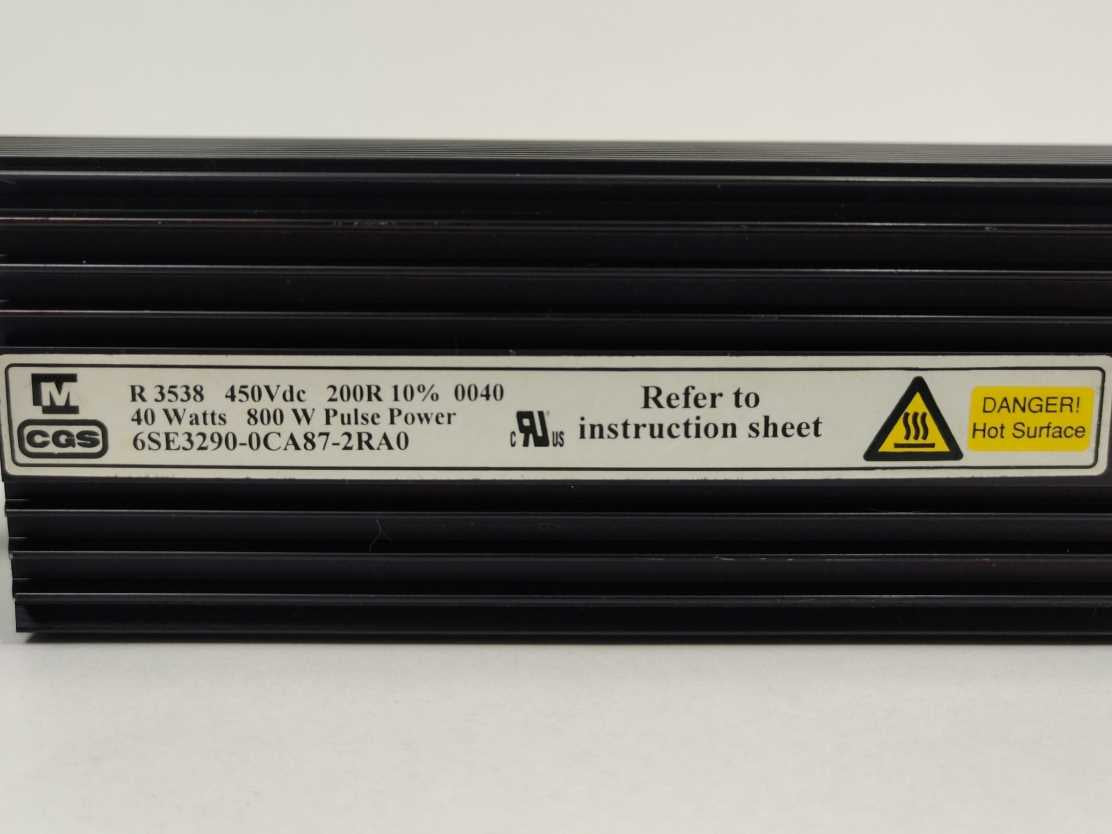 M
CGS
R 3538 450Vdc 200R 10% 0040
40 Watts 800 W Pulse Power
6SE3290-0CA87-2RA0
c RU US
Refer to
instruction sheet
DANGER!
Hot Surface